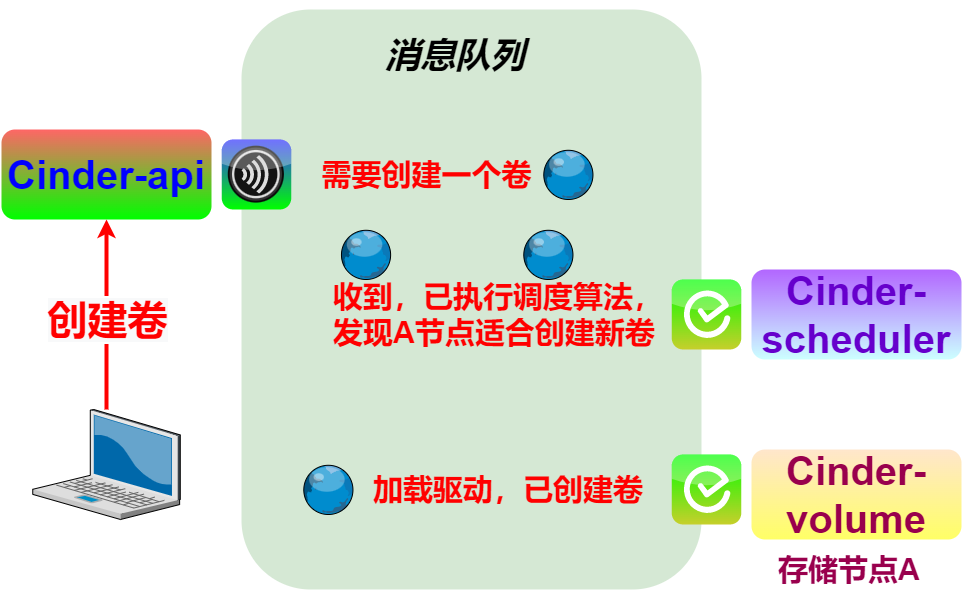 消息队列
Cinder-api
需要创建一个卷
收到，已执行调度算法，
发现A节点适合创建新卷
Cinder-
scheduler
创建卷
加载驱动，已创建卷
Cinder-
volume
存储节点A